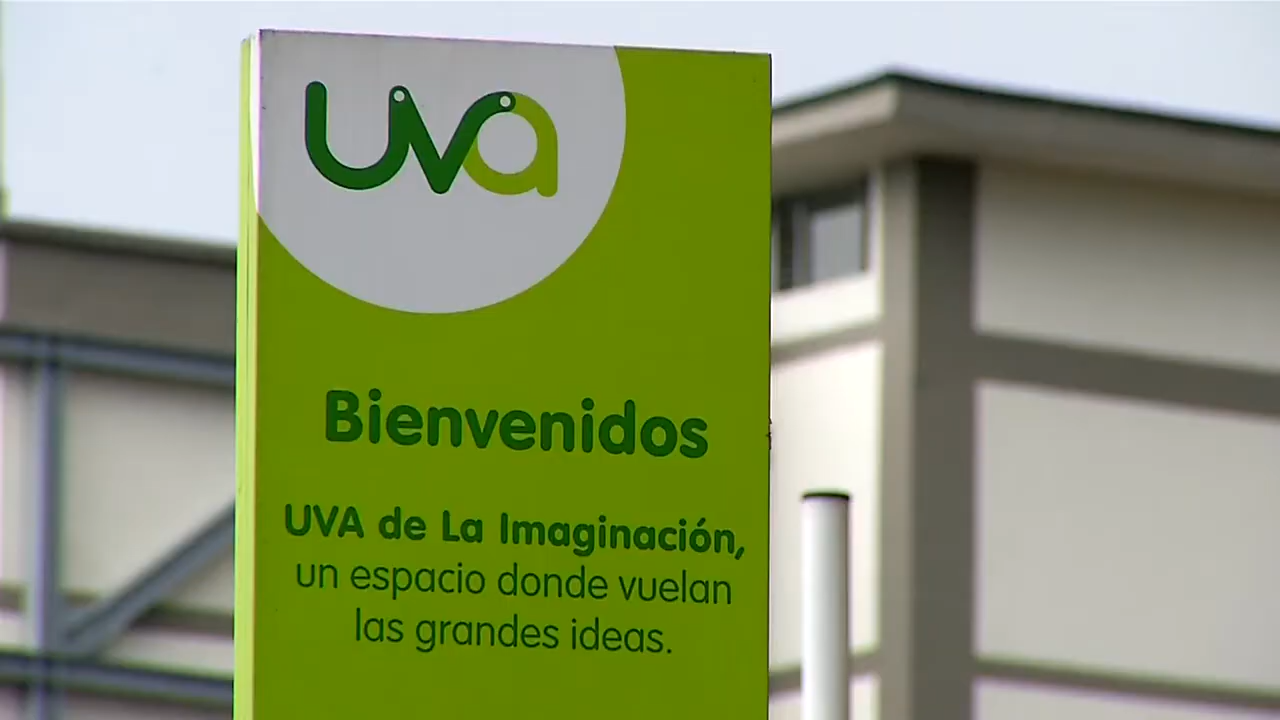 uva
Bienvenidos
UVA de La Imaginación,
un espacio donde vuelan
las grandes ideas.